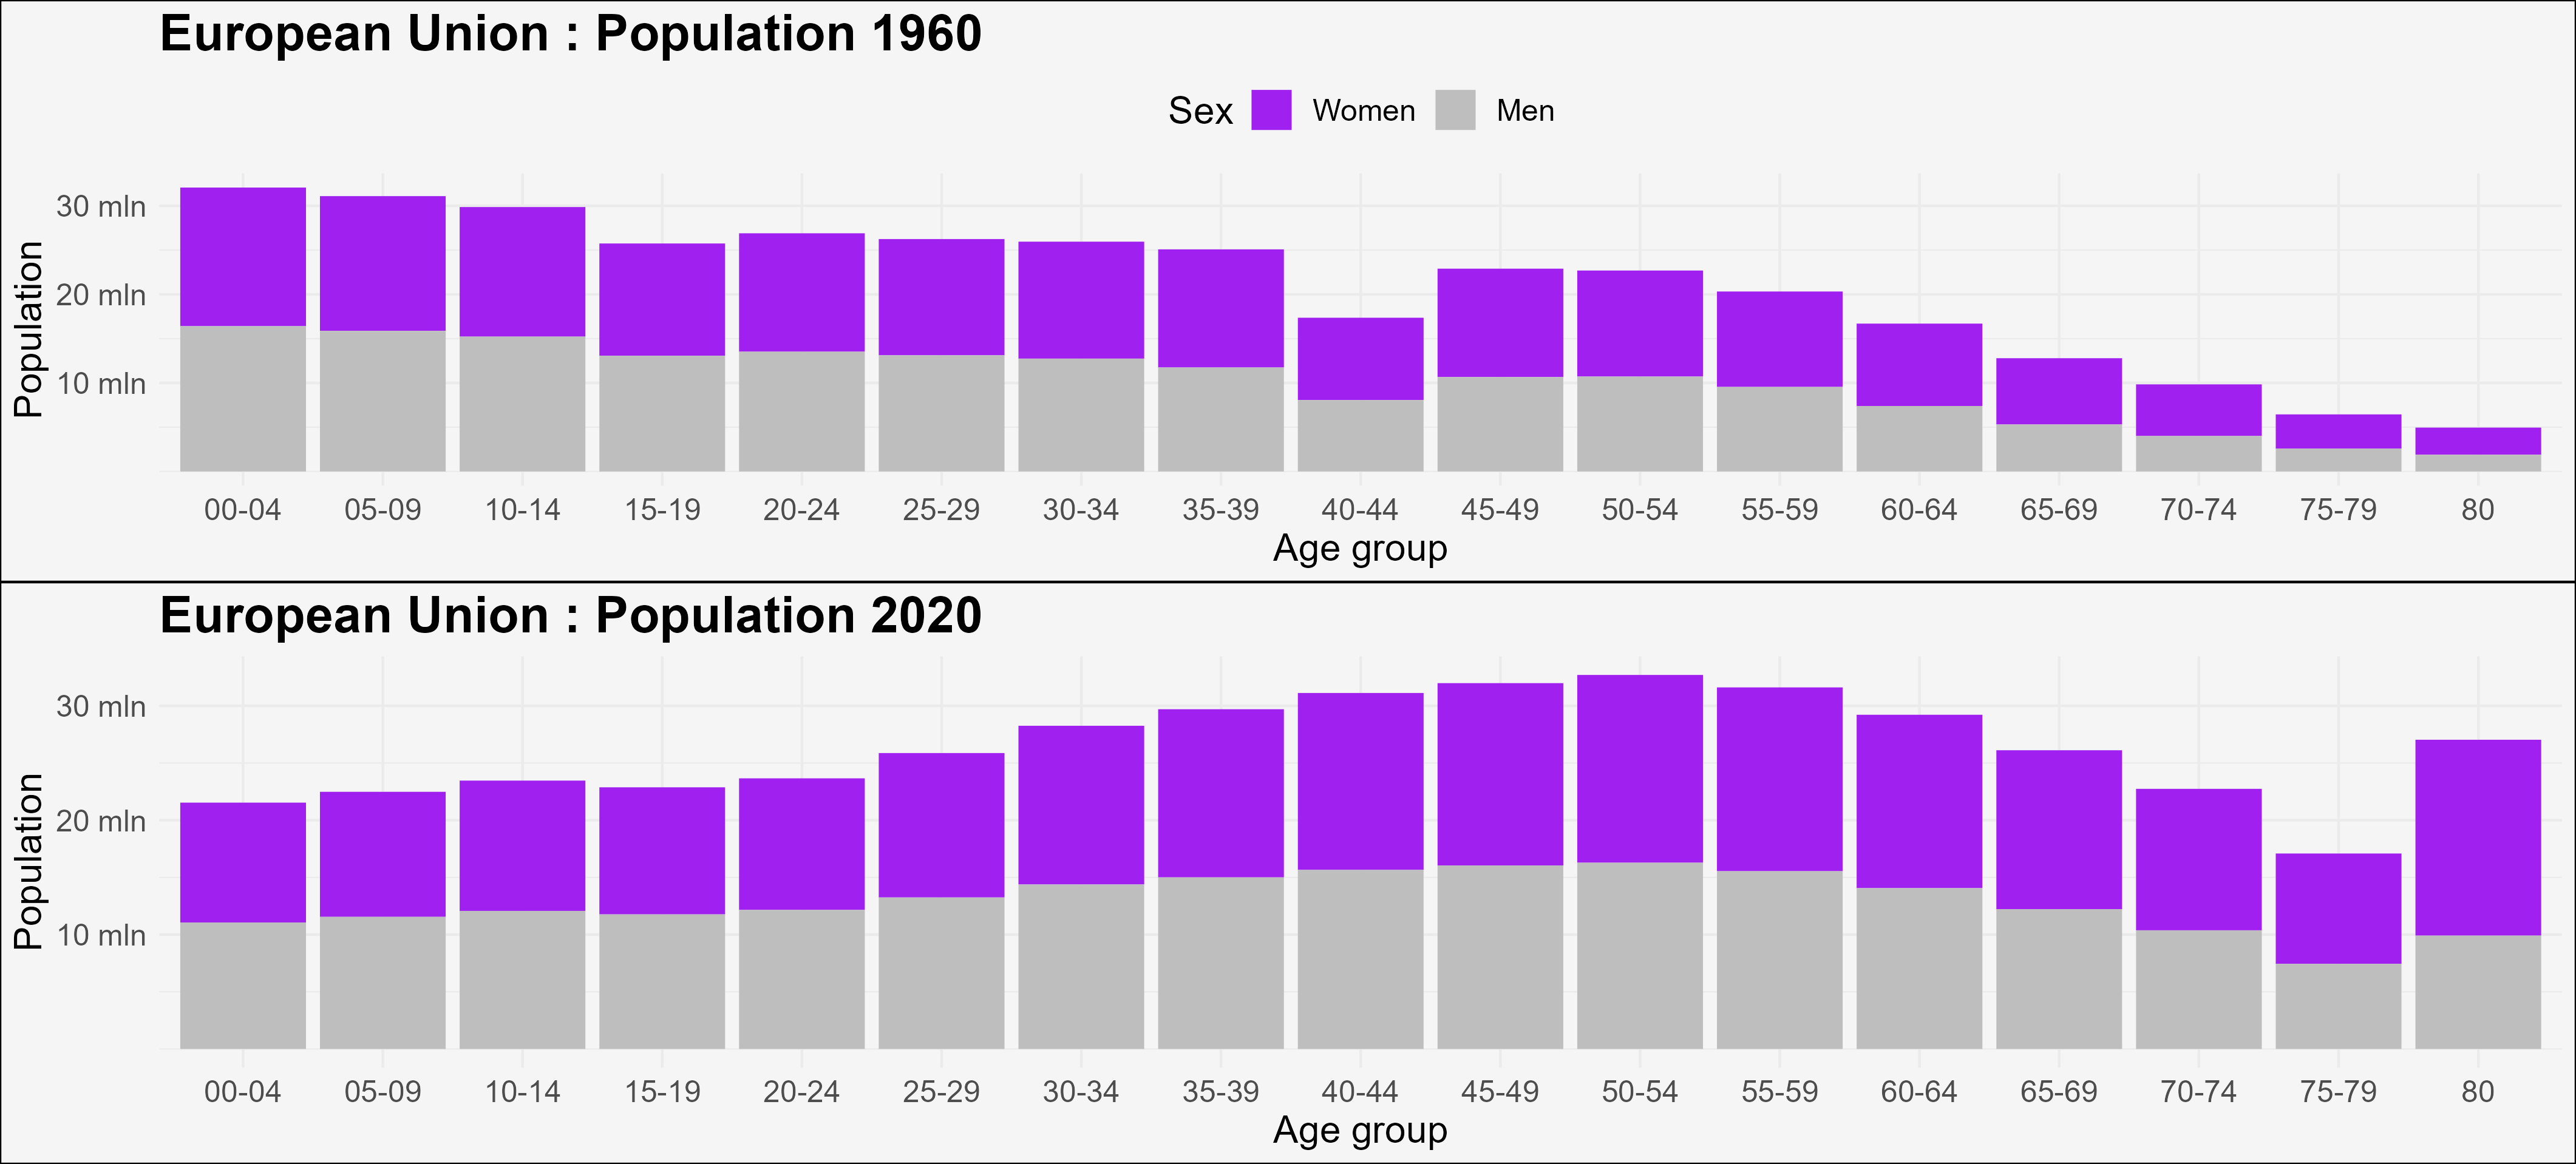 European Union : Population 1960
Sex Women Men
30 mln
20 mln
10 mln
Population
00-04 05-09 10-14 15-19 20-24 25-29 30-34 35-39 40-44 45-49 50-54 55-59 60-64 65-69 70-74 75-79 80
Age group
European Union : Population 2020
30 mln
20 mln
10 mln
Population
00-04 05-09 10-14 15-19 20-24 25-29 30-34 35-39 40-44 45-49 50-54 55-59 60-64 65-69 70-74 75-79 80
Age group